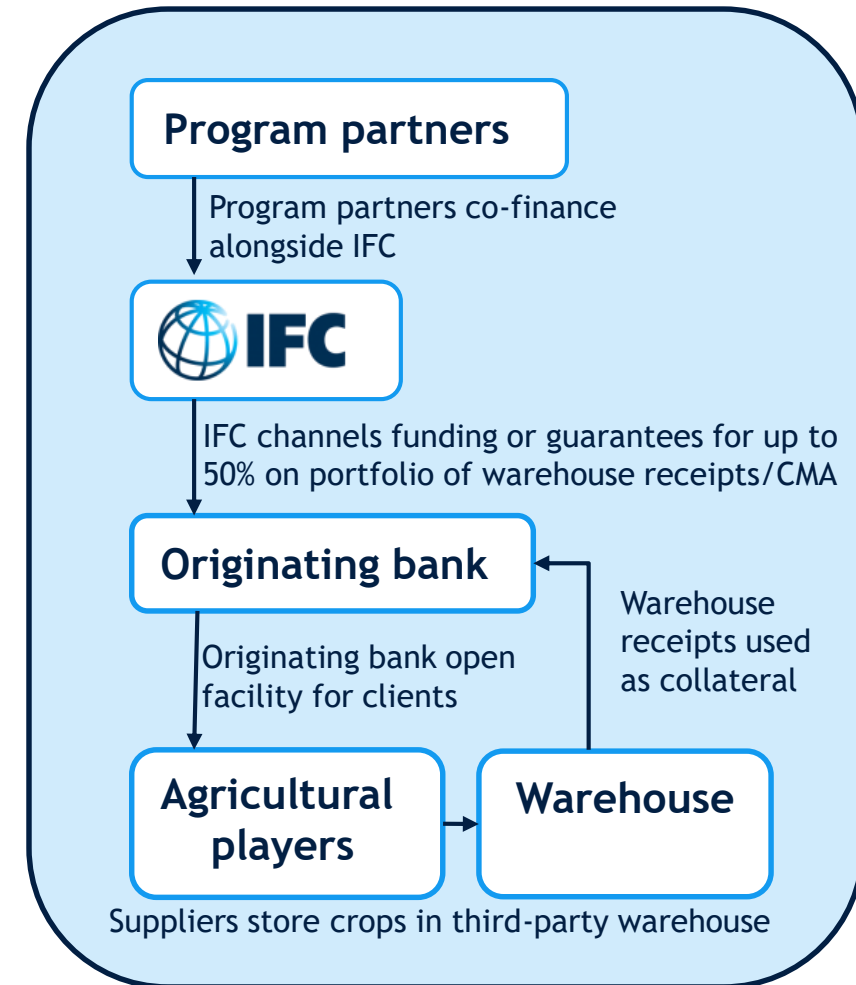 Program partners
Program partners co-finance
alongside IFC
IFC
IFC channels funding or guarantees for up to
50% on portfolio of warehouse receipts/CMA
Originating bank
Originating bank open
facility for clients
Warehouse
receipts used
as collateral
Agricultural
players
Warehouse
Suppliers store crops in third-party warehouse